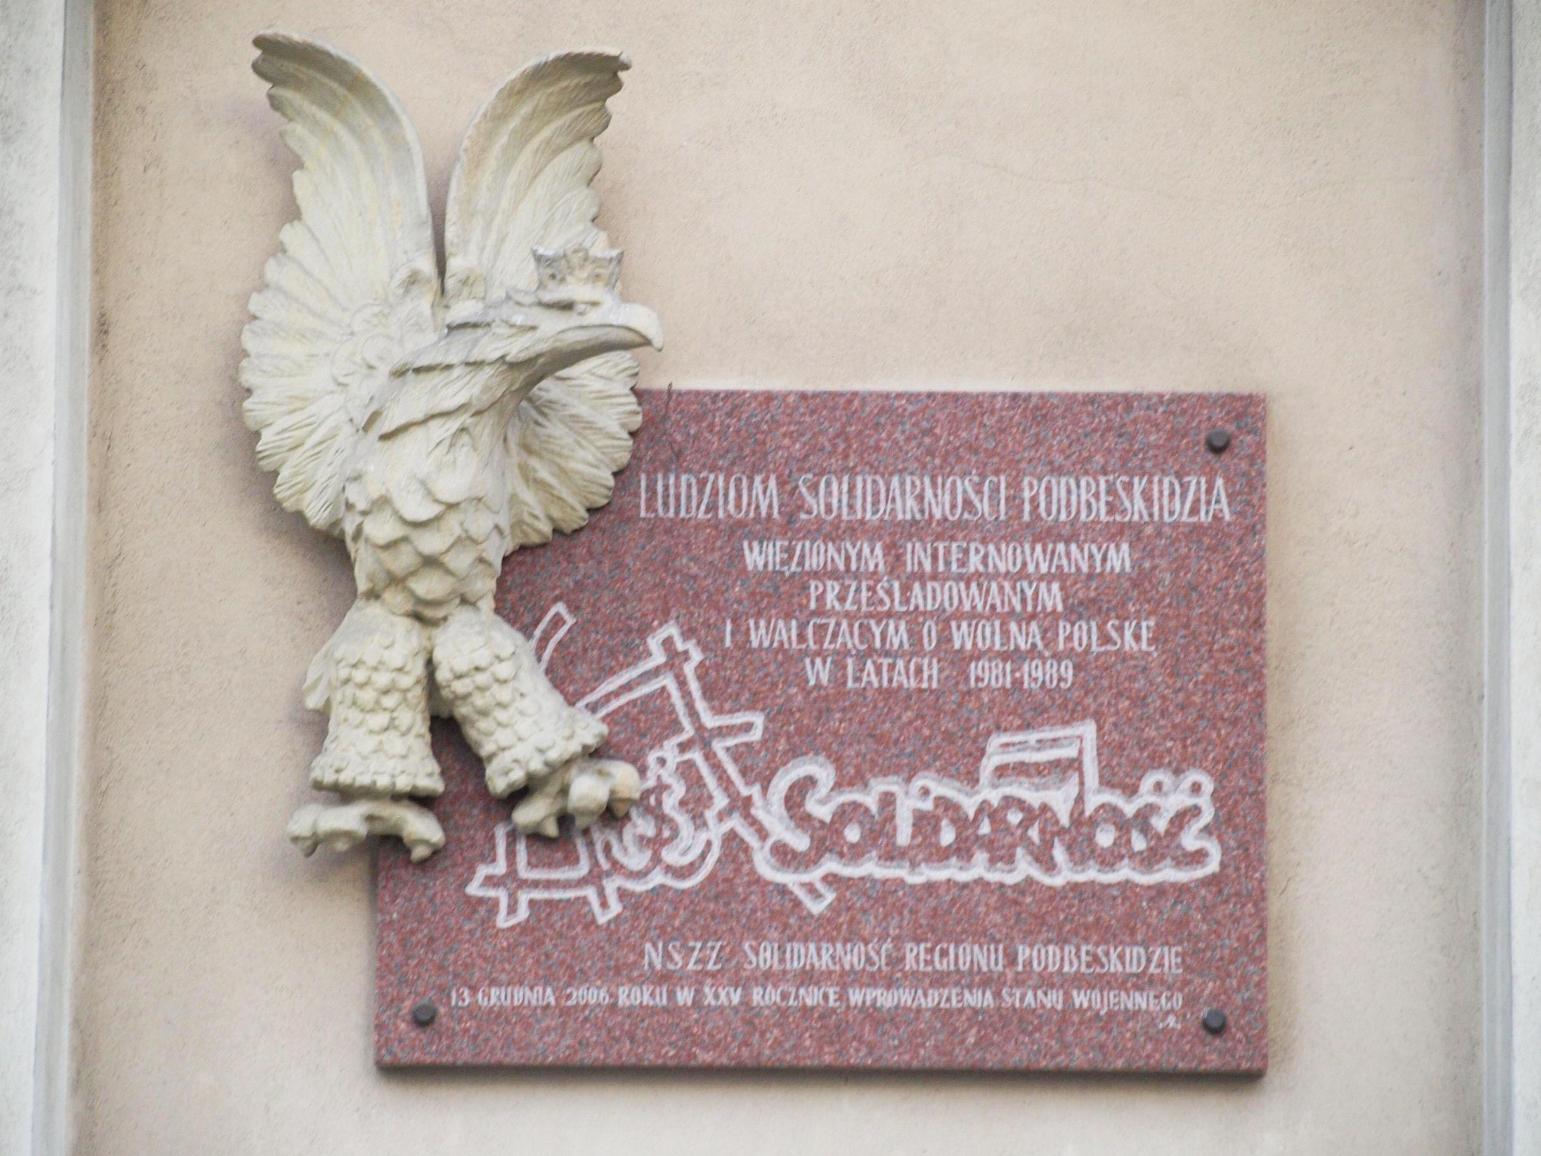 LUDZIOM SOLIDARNOŚCI PODBESKIDZIA
WIĘZIONYM INTERNOWANYM
PRZEŚLADOWANYM
I WALCZĄCYM O WOLNĄ POLSKĘ
W LATACH 1981-1989
SOLIDARNOŚĆ
NSZZ SOLIDARNOŚĆ REGIONU PODBESKIDZIE
13 GRUDNIA 2006 ROKU W XXV ROCZNICĘ WPROWADZENIA STANU WOJENNEGO